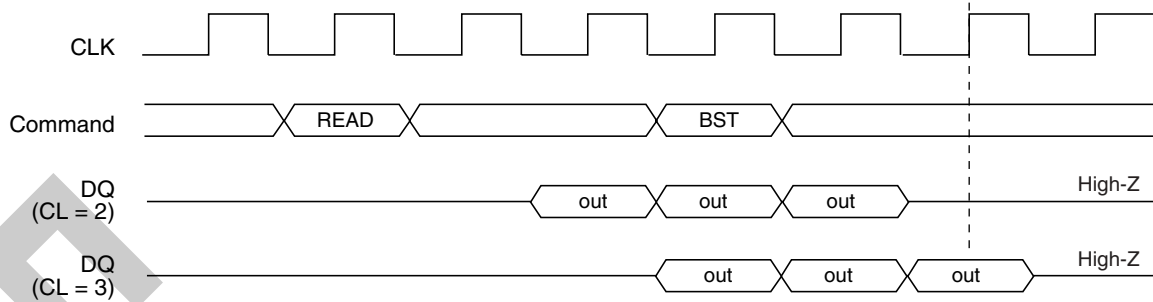 CLK
Command
READ
BST
DQ
(CL = 2)
out
out
out
High-Z
DQ
(CL = 3)
out
out
out
High-Z